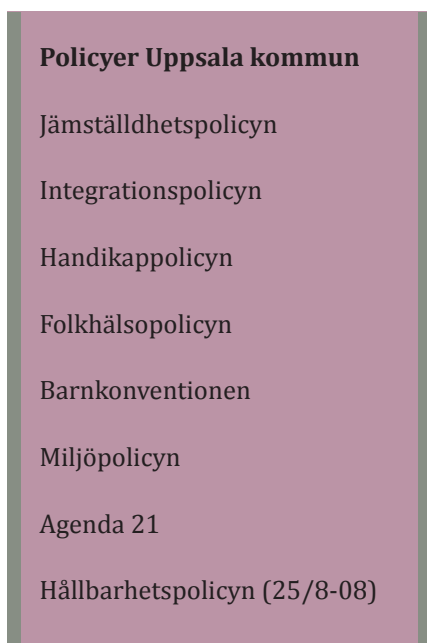 Policyer Uppsala kommun
Jämställdhetspolicyn
Integrationspolicyn
Handikappolicyn
Folkhälsopolicyn
Barnkonventionen
Miljöpolicyn
Agenda 21
Hållbarhetspolicyn (25/8-08)